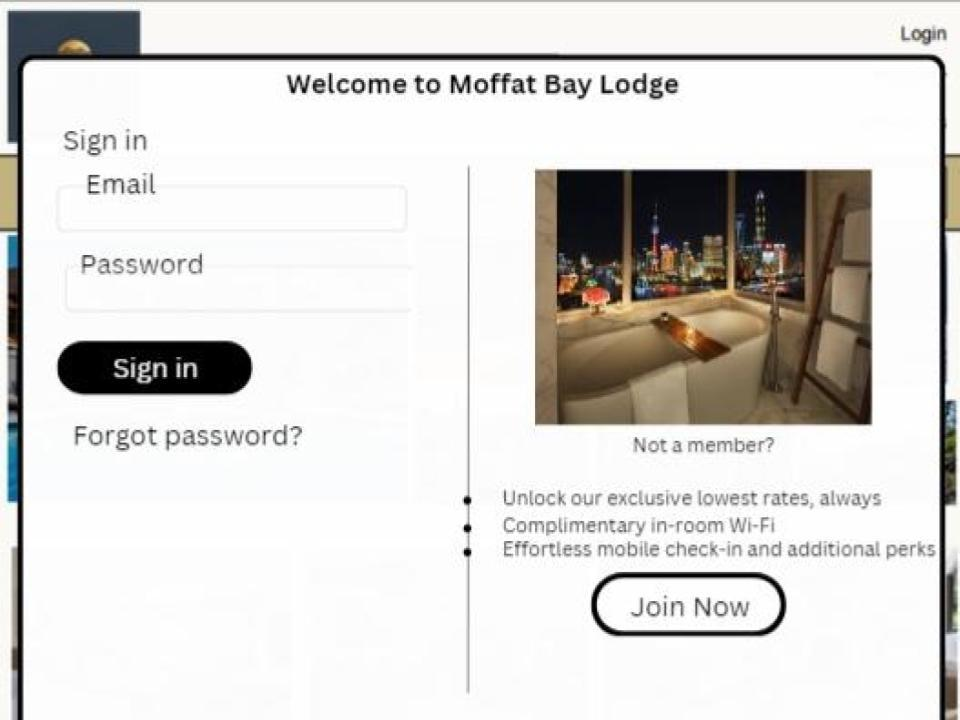 Login
Welcome to Moffat Bay Lodge
Sign in
Email
Password
Sign in
Forgot password?
Not a member?
Unlock our exclusive lowest rates, always
Complimentary in-room Wi-Fi
Effortless mobile check-in and additional perks
Join Now